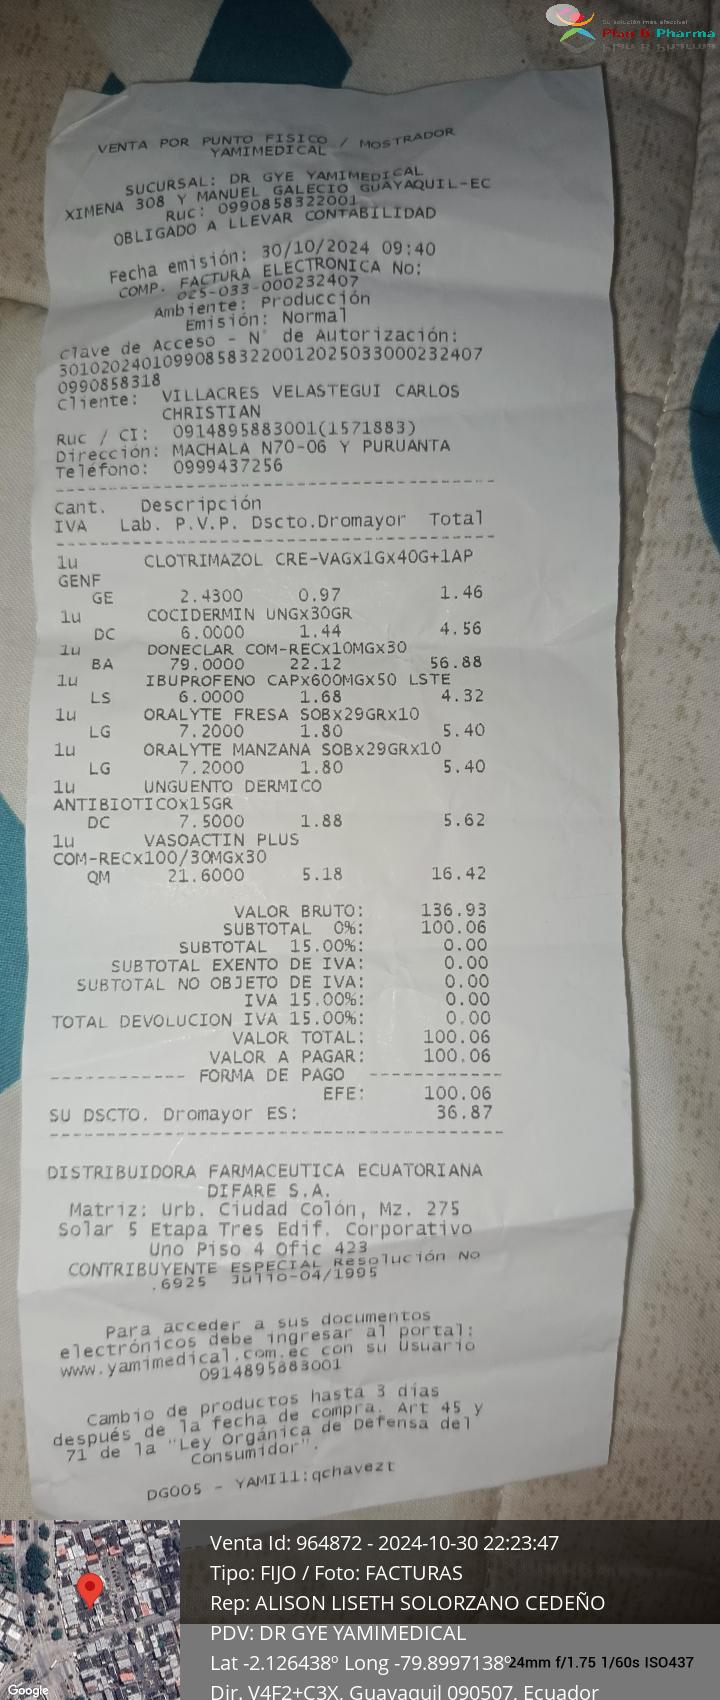 Su solución más efectiva!
Plan B Pharma
VENTA POR PUNTO FISICO / MOSTRADOR
YAMIMEDICAL
SUCURSAL: DR GYE YAMIMEDICAL
XIMENA 308 Y MANUEL GALECIO GUAYAQUIL-EC
RUC: 0990858322001
OBLIGADO A LLEVAR CONTABILIDAD
Fecha emisión: 30/10/2024 09:40
COMP. FACTURA ELECTRONICA No:
025-033-000232407
Ambiente: Producción
Emisión: Normal
Clave de Acceso - N° de Autorización:
301020240109908583220012025033000232407
0990858318
Cliente: VILLACRES VELASTEGUI CARLOS
CHRISTIAN
Ruc / CI: 0914895883001(1571883)
Dirección: MACHALA N70-06 Y PURUANTA
Teléfono: 0999437256
Cant. Descripción
IVA Lab. P.V.P. Dscto.Dromayor Total
1u CLOTRIMAZOL CRE-VAGx1Gx40G+1AP
GENF
GE 2.4300 0.97 1.46
1u COCIDERMIN UNGx30GR
DC 6.0000 1.44 4.56
1u DONECLAR COM-RECx10MGx30
BA 79.0000 22.12 56.88
1u IBUPROFENO CAPx600MGx50 LSTE
LS 6.0000 1.68 4.32
1u ORALYTE FRESA SOBx29GRx10
LG 7.2000 1.80 5.40
1u ORALYTE MANZANA SOBx29GRx10
LG 7.2000 1.80 5.40
1u UNGUENTO DERMICO
ANTIBIOTICOx15GR
DC 7.5000 1.88 5.62
1u VASOACTIN PLUS
COM-RECx100/30MGx30
QM 21.6000 5.18 16.42
VALOR BRUTO: 136.93
SUBTOTAL 0%: 100.06
SUBTOTAL 15.00%: 0.00
SUBTOTAL EXENTO DE IVA: 0.00
SUBTOTAL NO OBJETO DE IVA: 0.00
IVA 15.00%: 0.00
TOTAL DEVOLUCION IVA 15.00%: 0.00
VALOR TOTAL: 100.06
VALOR A PAGAR: 100.06
------------ FORMA DE PAGO ------------
EFE: 100.06
SU DSCTO. Dromayor ES: 36.87
DISTRIBUIDORA FARMACEUTICA ECUATORIANA
DIFARE S.A.
Matriz: Urb. Ciudad Colón, Mz. 275
Solar 5 Etapa Tres Edif. Corporativo
Uno Piso 4 Ofic 423
CONTRIBUYENTE ESPECIAL Resolución No
.6925 Julio-04/1995
Para acceder a sus documentos
electrónicos debe ingresar al portal:
www.yamimedical.com.ec con su Usuario
0914895883001
Cambio de productos hasta 3 días
después de la fecha de compra. Art 45 y
71 de la "Ley Orgánica de Defensa del
Consumidor".
DG005 - YAMI11:qchavezt
Venta Id: 964872 - 2024-10-30 22:23:47
Tipo: FIJO / Foto: FACTURAS
Rep: ALISON LISETH SOLORZANO CEDEÑO
PDV: DR GYE YAMIMEDICAL
Lat -2.126438º Long -79.8997138º
24mm f/1.75 1/60s ISO437
Dir. V4F2+C3X, Guayaquil 090507, Ecuador
Google